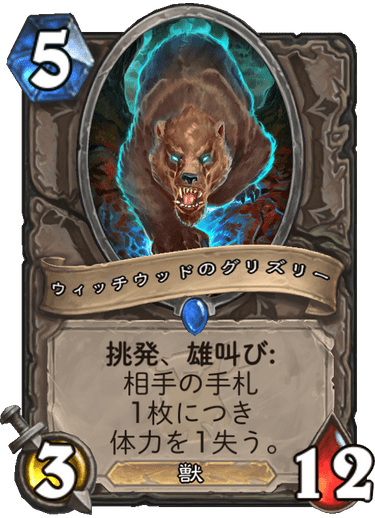 5
ウィッチウッドのグリズリー
挑発、雄叫び:
相手の手札
1枚につき
体力を1失う。
3
獣
12